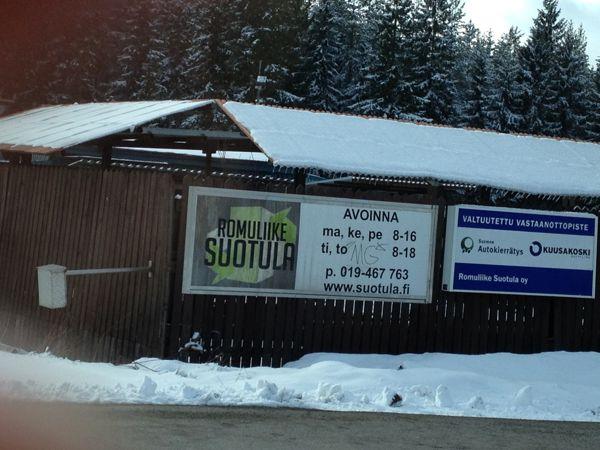 ROMULIIKE
SUOTULA
AVOINNA
ma, ke, pe 8-16
ti, to MG 8-18
p. 019-467 763
www.suotula.fi
VALTUUTETTU VASTAANOTTOPISTE
Suomen
Autokierrätys
KUUSAKOSKI
Romuliike Suotula oy